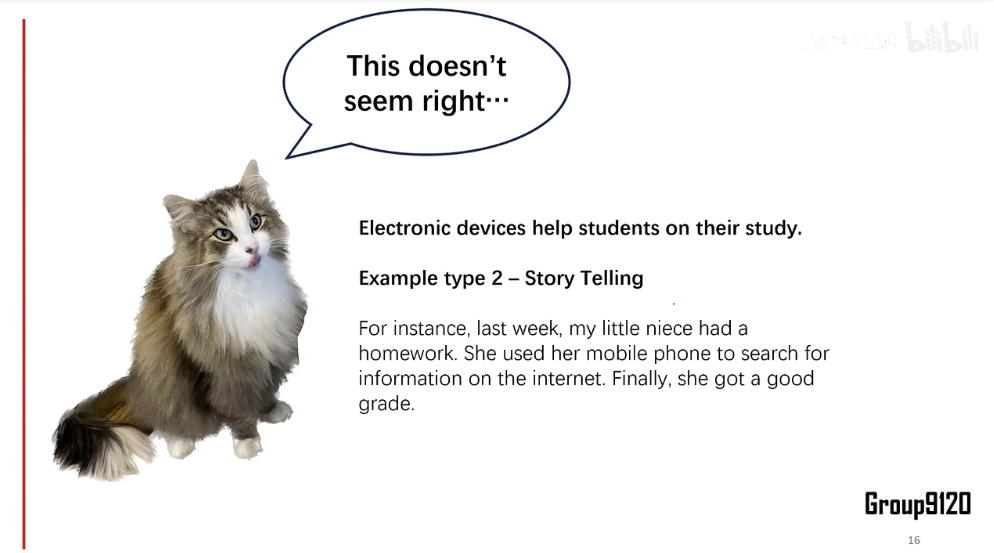 bilibili
This doesn't
seem right···
Electronic devices help students on their study.
Example type 2 – Story Telling
For instance, last week, my little niece had a
homework. She used her mobile phone to search for
information on the internet. Finally, she got a good
grade.
Group9120
16